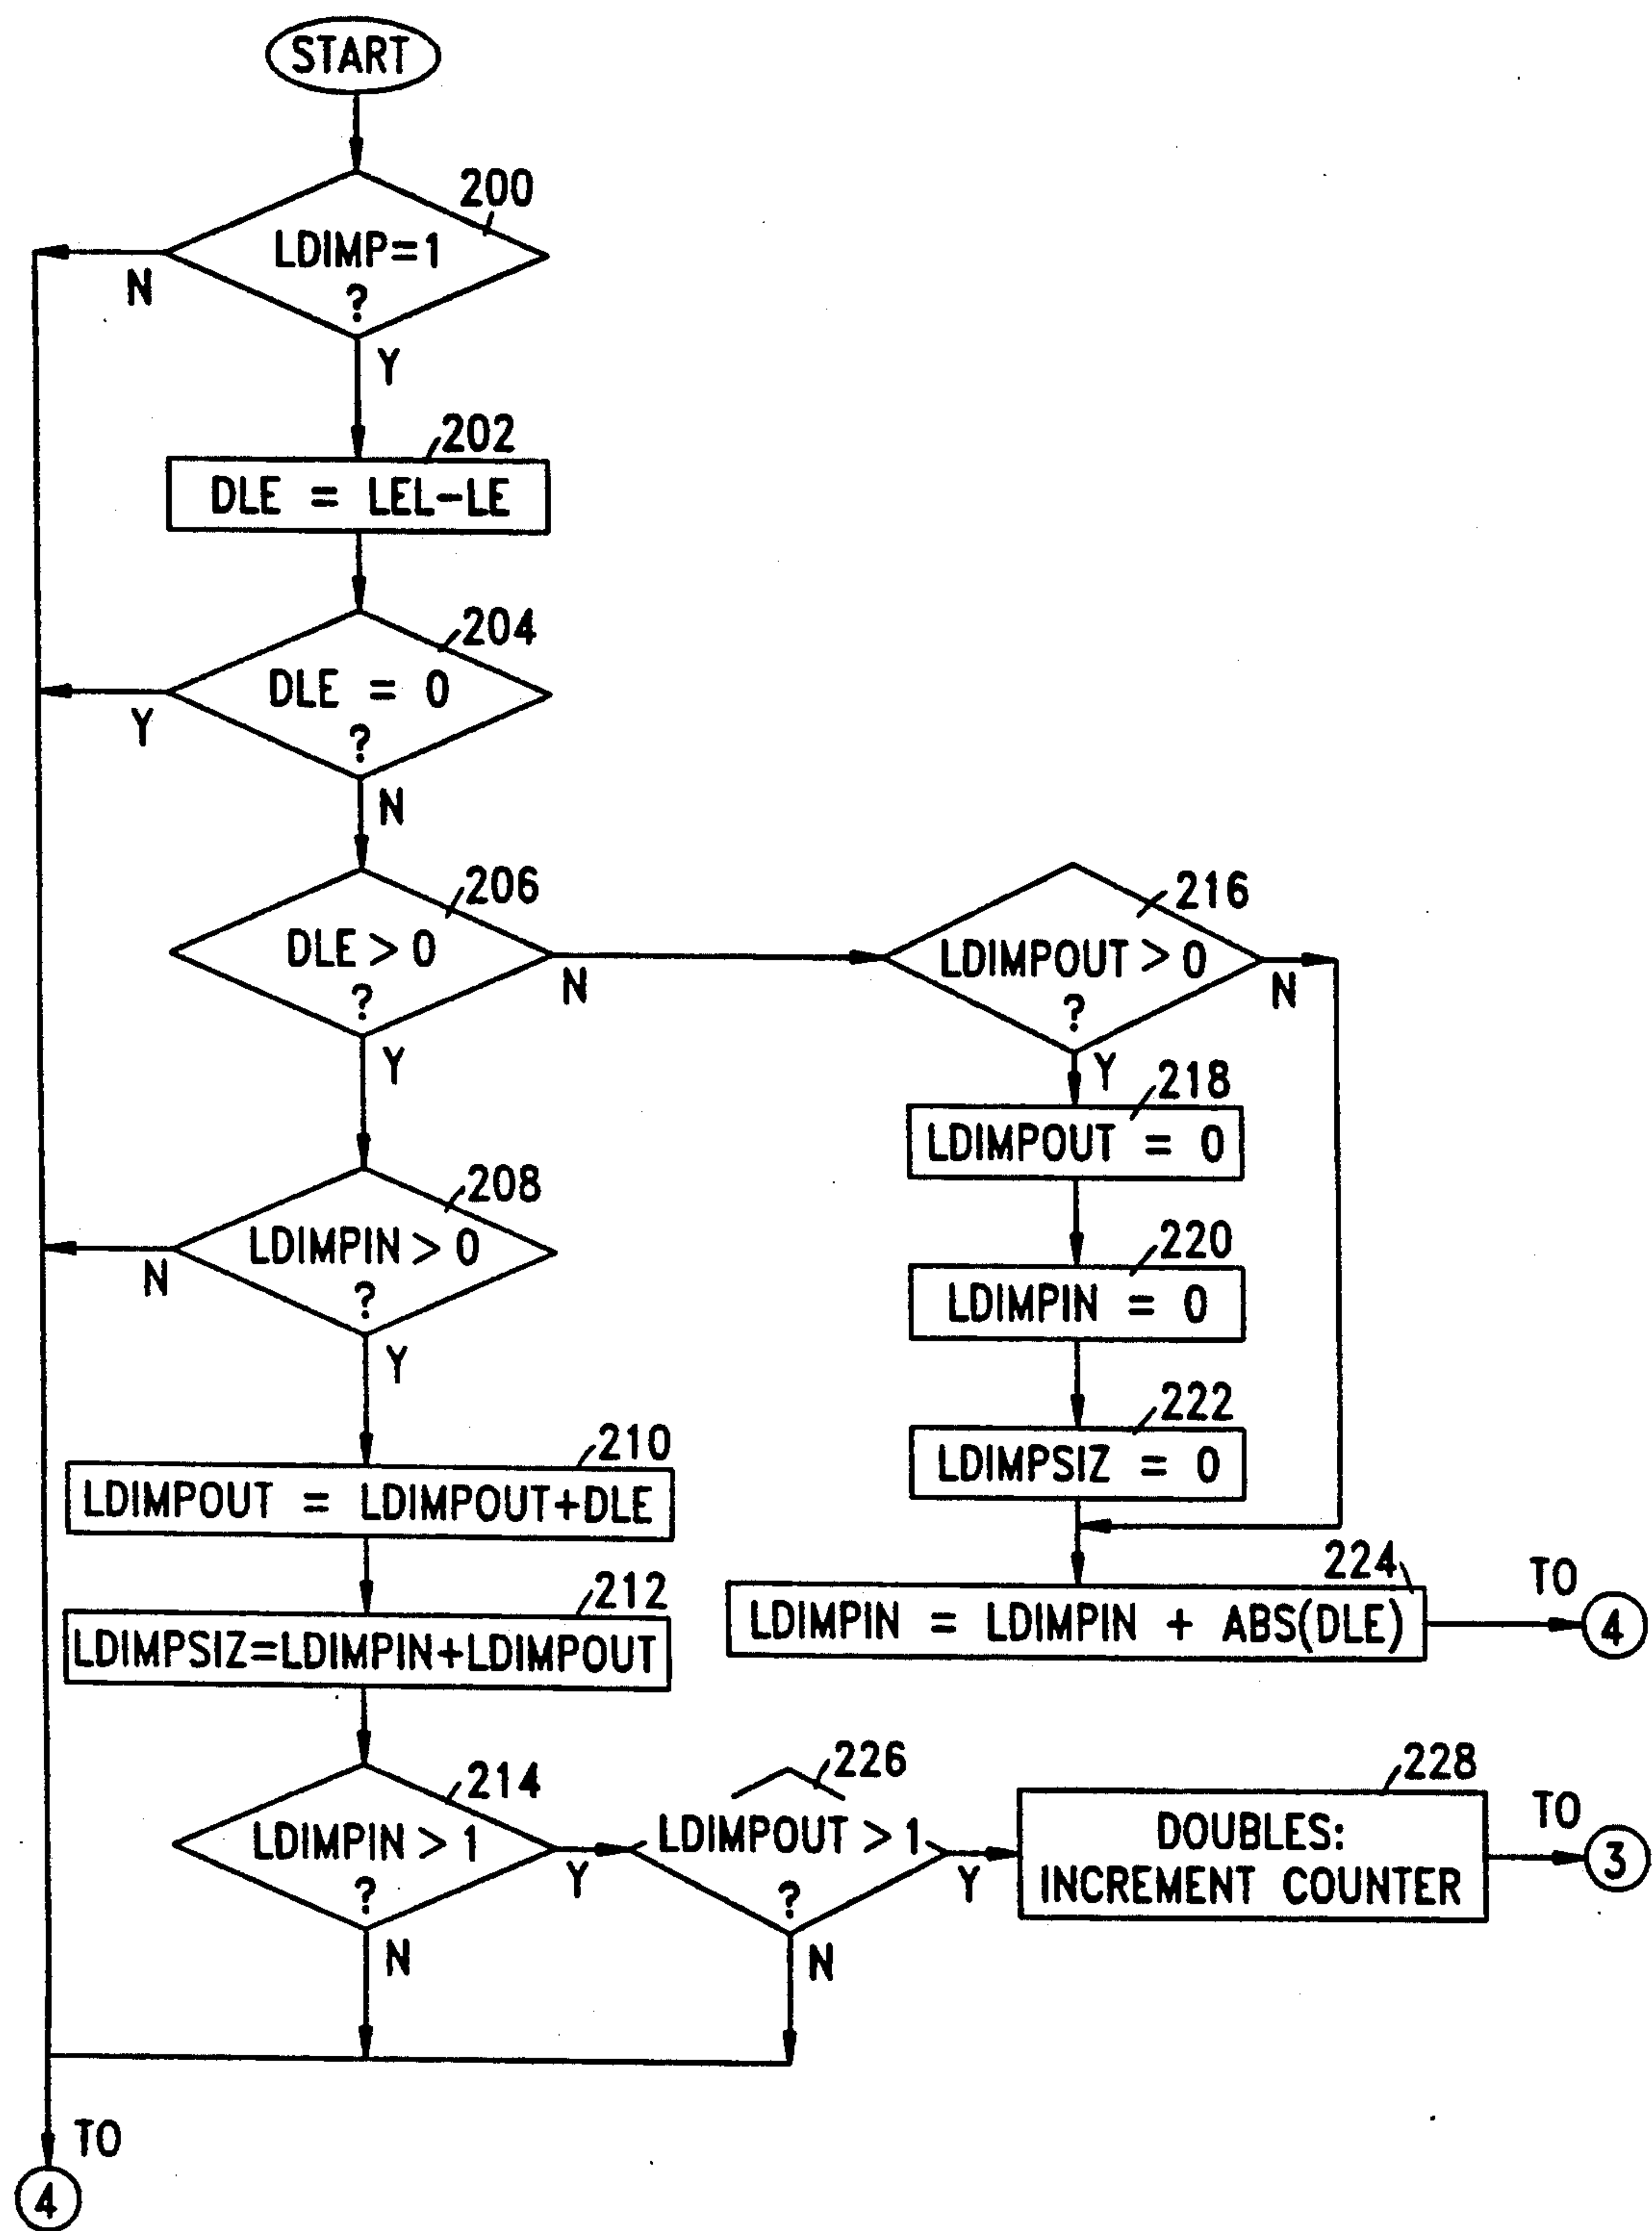 START
200
LDIMP=1
?
N
Y
202
DLE = LEL-LE
204
DLE = 0
?
Y
N
206
DLE > 0
?
N
Y
216
LDIMPOUT > 0
?
N
Y
218
LDIMPOUT = 0
220
LDIMPIN = 0
222
LDIMPSIZ = 0
224
LDIMPIN = LDIMPIN + ABS(DLE)
TO
4
208
LDIMPIN > 0
?
N
Y
210
LDIMPOUT = LDIMPOUT+DLE
212
LDIMPSIZ=LDIMPIN+LDIMPOUT
214
LDIMPIN > 1
?
Y
N
226
LDIMPOUT > 1
?
Y
N
228
DOUBLES:
INCREMENT COUNTER
TO
3
TO
4